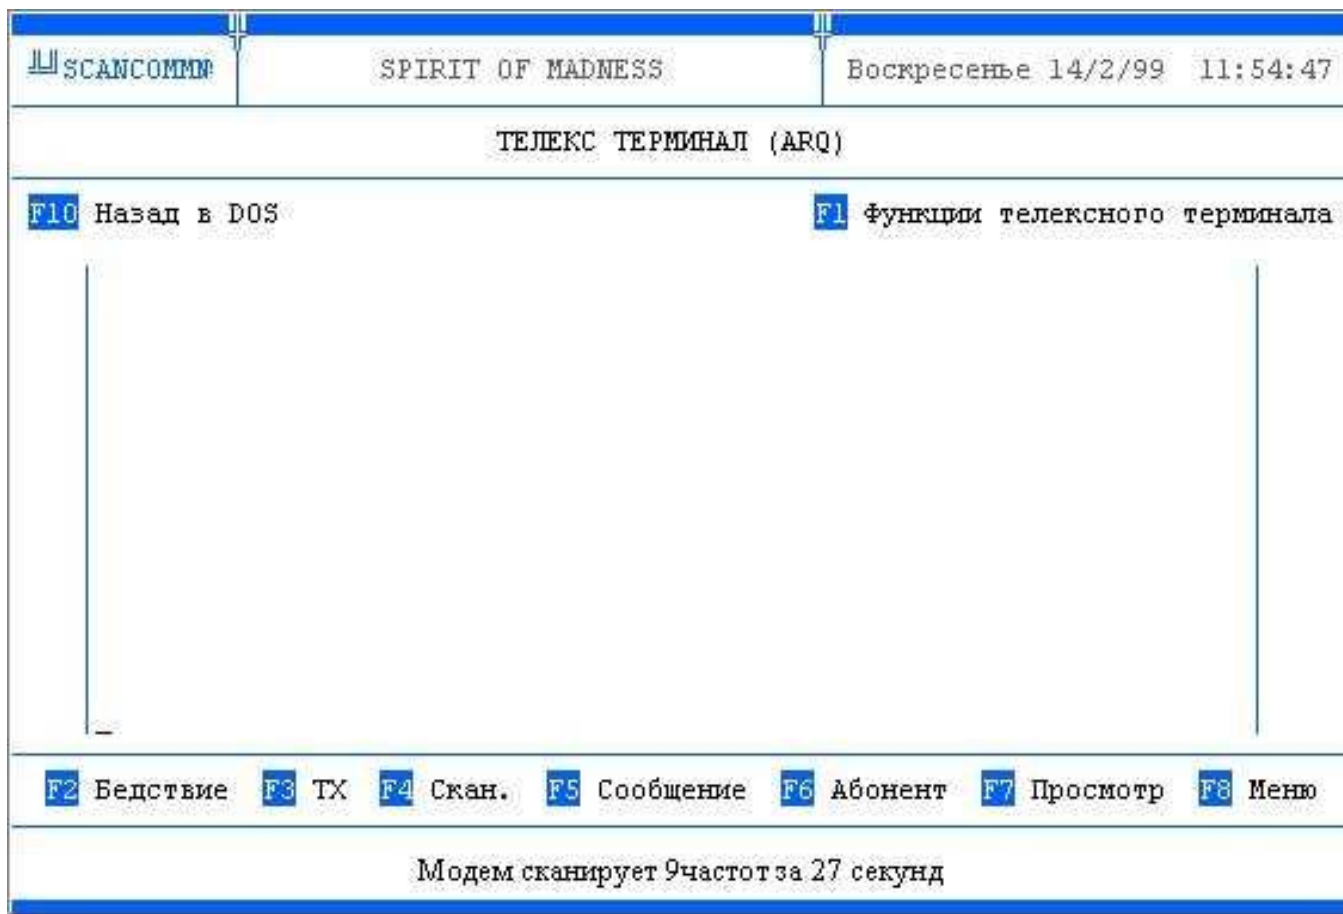 SCANCOMM№ SPIRIT OF MADNESS Воскресенье 14/2/99 11:54:47
ТЕЛЕКС ТЕРМИНАЛ (ARQ)
F10 Назад в DOS F1 Функции телексного терминала
F2 Бедствие F3 TX F4 Скан. F5 Сообщение F6 Абонент F7 Просмотр F8 Меню
Модем сканирует 9частот за 27 секунд